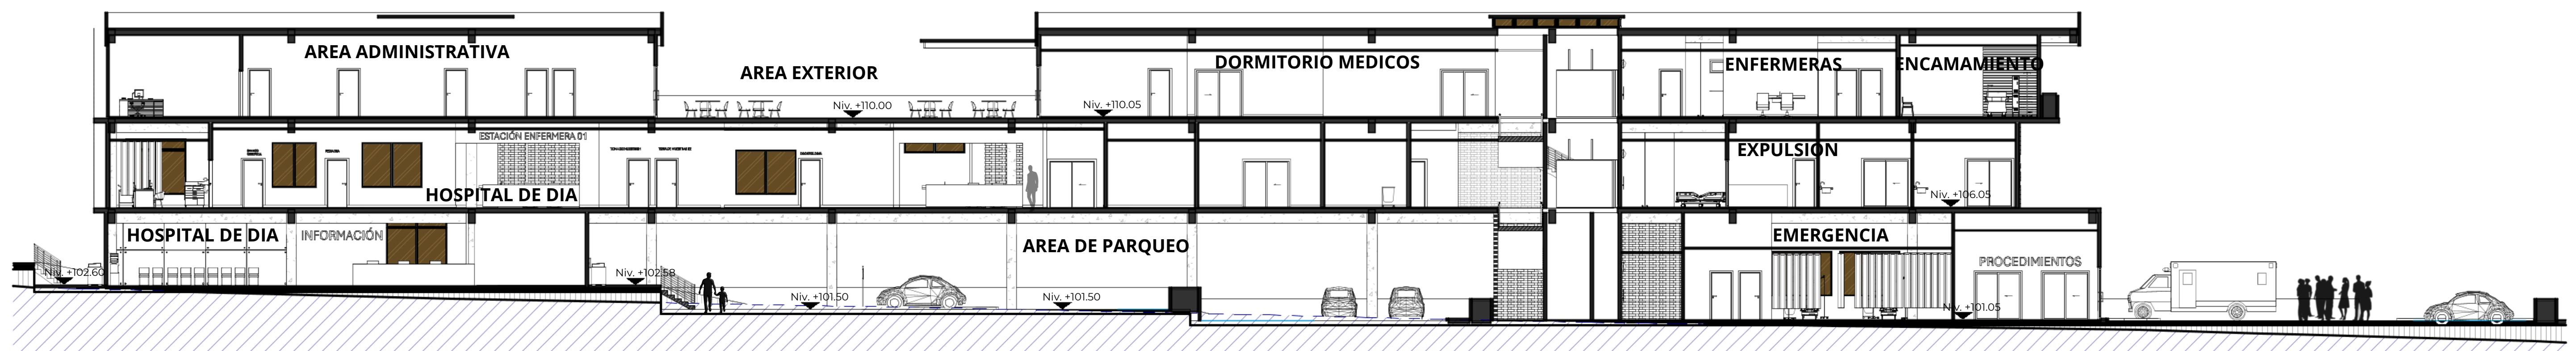 AREA ADMINISTRATIVA
AREA EXTERIOR
DORMITORIO MEDICOS
ENFERMERAS
ENCAMAMIENTO
Niv. +110.00
Niv. +110.05
ESTACIÓN ENFERMERA 01
HOSPITAL DE DIA
EXPULSION
Niv. +106.05
HOSPITAL DE DIA
INFORMACIÓN
AREA DE PARQUEO
EMERGENCIA
PROCEDIMIENTOS
Niv. +102.60
Niv. +102.58
Niv. +101.50
Niv. +101.50
Niv. +101.05